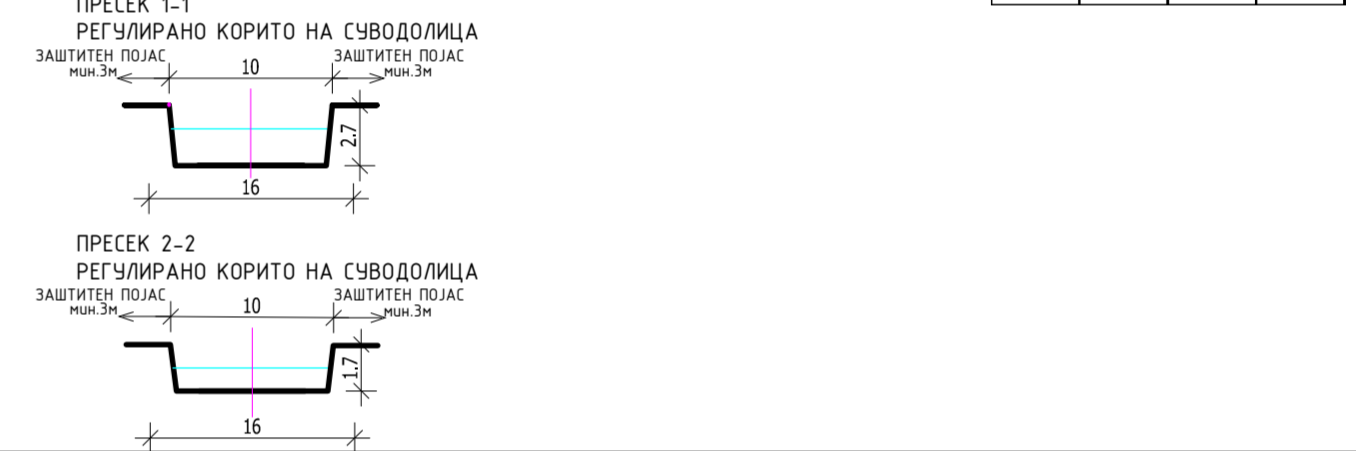 ПРЕСЕК 1-1
РЕГУЛИРАНО КОРИТО НА СУВОДОЛИЦА
ЗАШТИТЕН ПОЈАС ЗАШТИТЕН ПОЈАС
мин.3м 10 мин.3м
2.7
16
ПРЕСЕК 2-2
РЕГУЛИРАНО КОРИТО НА СУВОДОЛИЦА
ЗАШТИТЕН ПОЈАС ЗАШТИТЕН ПОЈАС
мин.3м 10 мин.3м
1.7
16